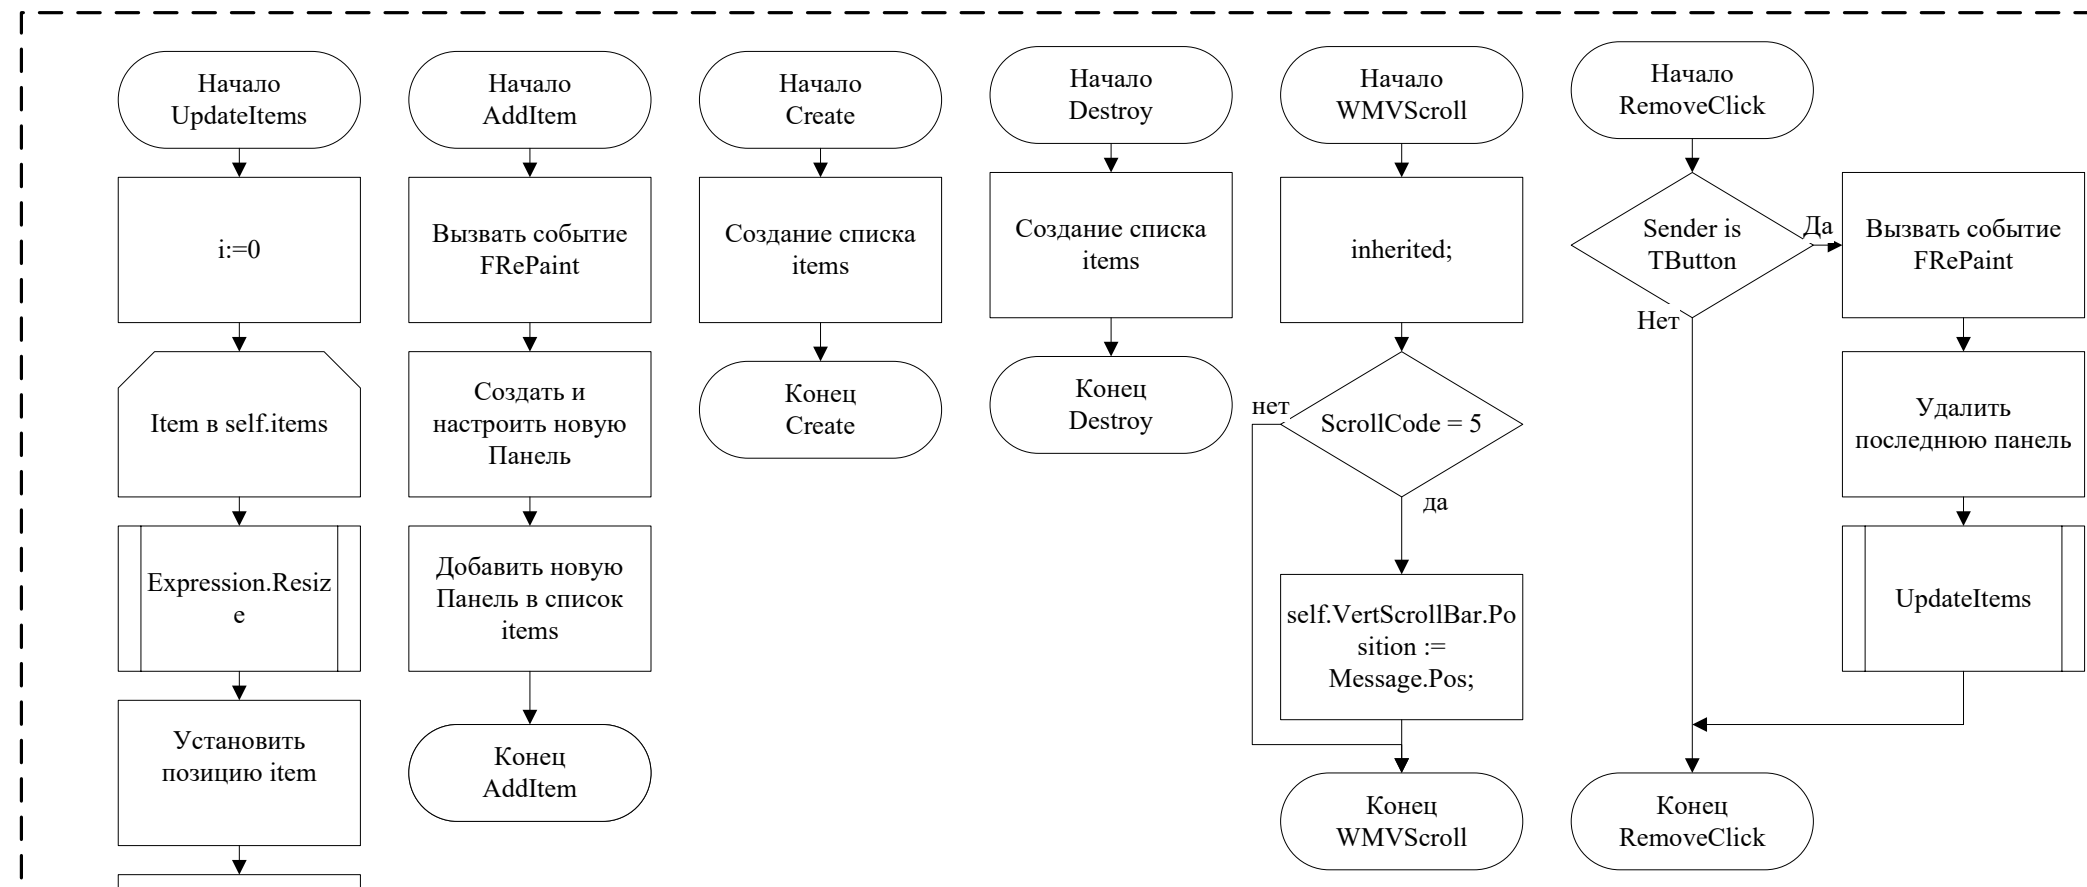 Начало
UpdateItems
i:=0
Item в self.items
Expression.Resiz
e
Установить
позицию item
Начало
AddItem
Вызвать событие
FRePaint
Создать и
настроить новую
Панель
Добавить новую
Панель в список
items
Конец
AddItem
Начало
Create
Создание списка
items
Конец
Create
Начало
Destroy
Создание списка
items
Конец
Destroy
Начало
WMVScroll
inherited;
нет
ScrollCode = 5
да
self.VertScrollBar.Po
sition :=
Message.Pos;
Конец
WMVScroll
Начало
RemoveClick
Sender is
TButton
Да
Нет
Вызвать событие
FRePaint
Удалить
последнюю панель
UpdateItems
Конец
RemoveClick